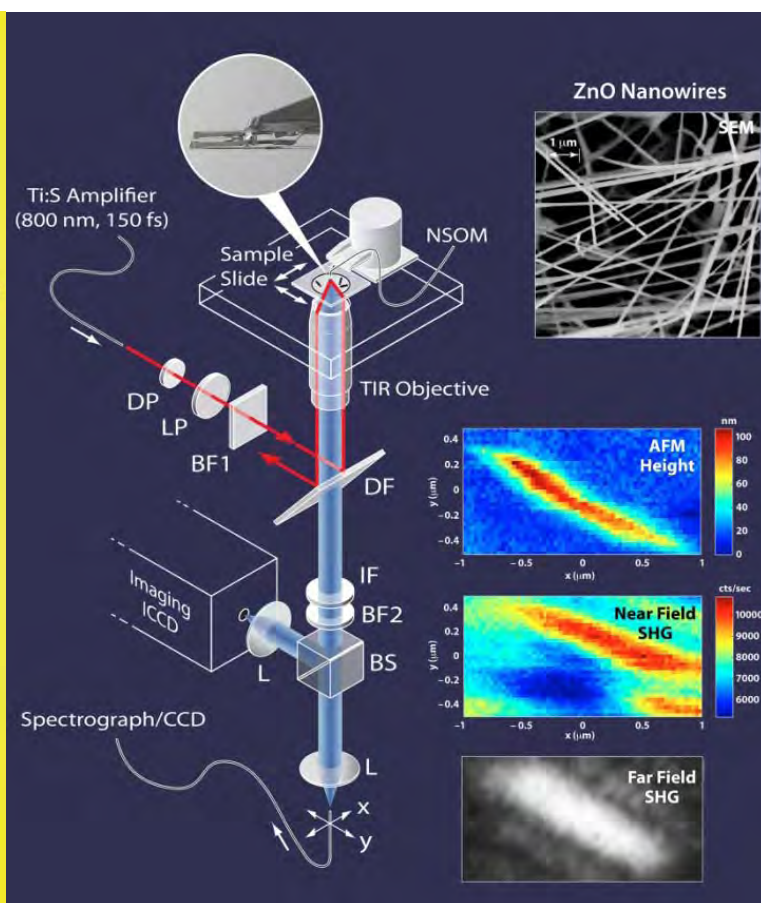 ZnO Nanowires
SEM
1 μm
Ti:S Amplifier
(800 nm, 150 fs)
Sample
Slide
NSOM
TIR Objective
DP
LP
BF1
DF
IF
BF2
BS
L
Imaging
ICCD
Spectrograph/CCD
L
x
y
AFM
Height
nm
100
80
60
40
20
0
y (μm)
0.4
0.2
0
-0.2
-0.4
-1
-0.5
0
0.5
1
x (μm)
Near Field
SHG
cts/sec
10000
9000
8000
7000
6000
y (μm)
0.4
0.2
0
-0.2
-0.4
-1
-0.5
0
0.5
1
x (μm)
Far Field
SHG